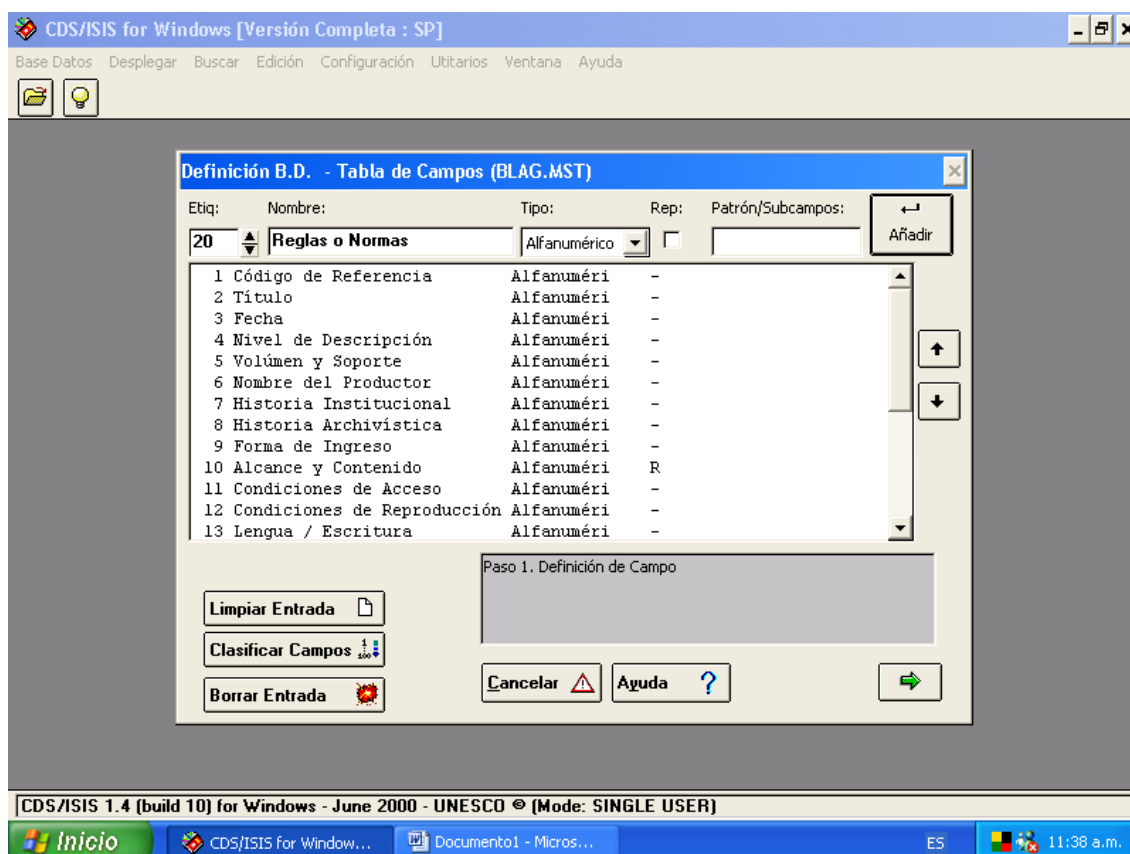 CDS/ISIS for Windows [Versión Completa : SP]
Base Datos Desplegar Buscar Edición Configuración Utitarios Ventana Ayuda
Definición B.D. - Tabla de Campos (BLAG.MST)
Etiq: Nombre: Tipo: Rep: Patrón/Subcampos:
20 Reglas o Normas Alfanumérico Añadir
1 Código de Referencia Alfanuméri -
2 Título Alfanuméri -
3 Fecha Alfanuméri -
4 Nivel de Descripción Alfanuméri -
5 Volúmen y Soporte Alfanuméri -
6 Nombre del Productor Alfanuméri -
7 Historia Institucional Alfanuméri -
8 Historia Archivística Alfanuméri -
9 Forma de Ingreso Alfanuméri -
10 Alcance y Contenido Alfanuméri R
11 Condiciones de Acceso Alfanuméri -
12 Condiciones de Reproducción Alfanuméri -
13 Lengua / Escritura Alfanuméri -
Paso 1. Definición de Campo
Limpiar Entrada
Clasificar Campos
Borrar Entrada
Cancelar Ayuda ?
CDS/ISIS 1.4 (build 10) for Windows - June 2000 - UNESCO © (Mode: SINGLE USER)
Inicio CDS/ISIS for Window... Documento1 - Micros... ES 11:38 a.m.